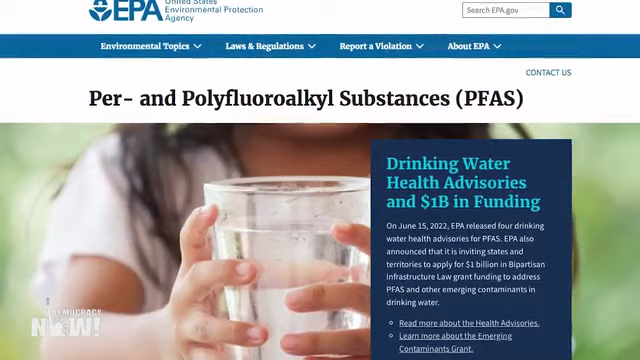 EPA
United States
Environmental Protection
Agency
Search EPA.gov
Environmental Topics
Laws & Regulations
Report a Violation
About EPA
CONTACT US
Per- and Polyfluoroalkyl Substances (PFAS)
Drinking Water
Health Advisories
and $1B in Funding
On June 15, 2022, EPA released four drinking
water health advisories for PFAS. EPA also
announced that it is inviting states and
territories to apply for $1 billion in Bipartisan
Infrastructure Law grant funding to address
PFAS and other emerging contaminants in
drinking water.
Read more about the Health Advisories.
Learn more about the Emerging
Contaminants Grant.
DEMOCRACY
NOW!